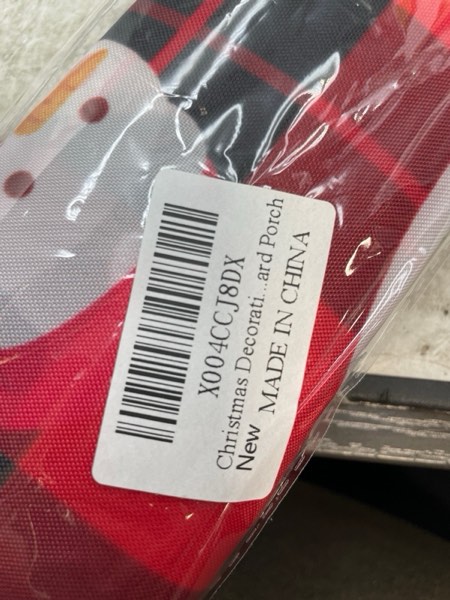 X004CCJ8DX
Christmas Decorati...ard Porch
New MADE IN CHINA